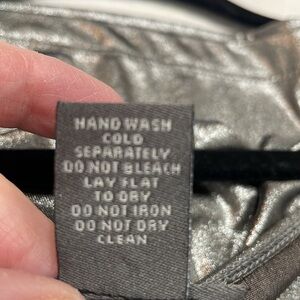 HAND WASH
COLD
SEPARATELY
DO NOT BLEACH
LAY FLAT
TO DRY
DO NOT IRON
DO NOT DRY
CLEAN